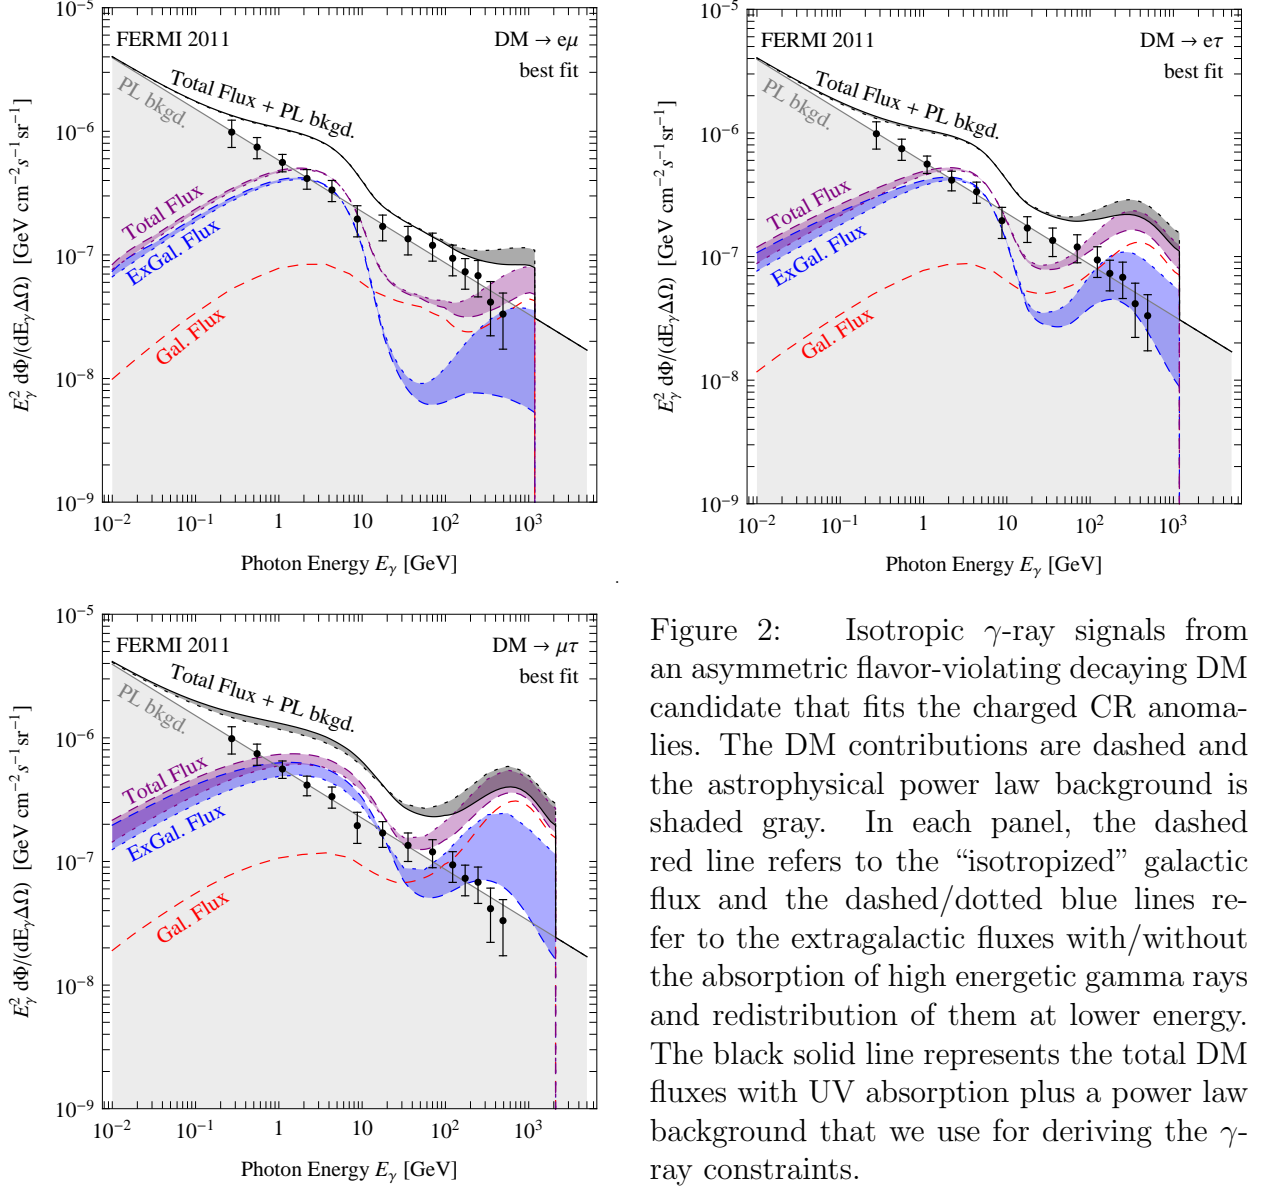 FERMI 2011
DM → eμ
best fit
Total Flux + PL bkgd.
PL bkgd.
Total Flux
ExGal. Flux
Gal. Flux
10⁻⁵
10⁻⁶
10⁻⁷
10⁻⁸
10⁻⁹
E_γ² dΦ/(dE_γΔΩ) [GeV cm⁻²s⁻¹sr⁻¹]
10⁻² 10⁻¹ 1 10 10² 10³
Photon Energy E_γ [GeV]
FERMI 2011
DM → eτ
best fit
Total Flux + PL bkgd.
PL bkgd.
Total Flux
ExGal. Flux
Gal. Flux
10⁻⁵
10⁻⁶
10⁻⁷
10⁻⁸
10⁻⁹
E_γ² dΦ/(dE_γΔΩ) [GeV cm⁻²s⁻¹sr⁻¹]
10⁻² 10⁻¹ 1 10 10² 10³
Photon Energy E_γ [GeV]
FERMI 2011
DM → μτ
best fit
Total Flux + PL bkgd.
PL bkgd.
Total Flux
ExGal. Flux
Gal. Flux
10⁻⁵
10⁻⁶
10⁻⁷
10⁻⁸
10⁻⁹
E_γ² dΦ/(dE_γΔΩ) [GeV cm⁻²s⁻¹sr⁻¹]
10⁻² 10⁻¹ 1 10 10² 10³
Photon Energy E_γ [GeV]
Figure 2: Isotropic γ-ray signals from
an asymmetric flavor-violating decaying DM
candidate that fits the charged CR anoma-
lies. The DM contributions are dashed and
the astrophysical power law background is
shaded gray. In each panel, the dashed
red line refers to the “isotropized” galactic
flux and the dashed/dotted blue lines re-
fer to the extragalactic fluxes with/without
the absorption of high energetic gamma rays
and redistribution of them at lower energy.
The black solid line represents the total DM
fluxes with UV absorption plus a power law
background that we use for deriving the γ-
ray constraints.